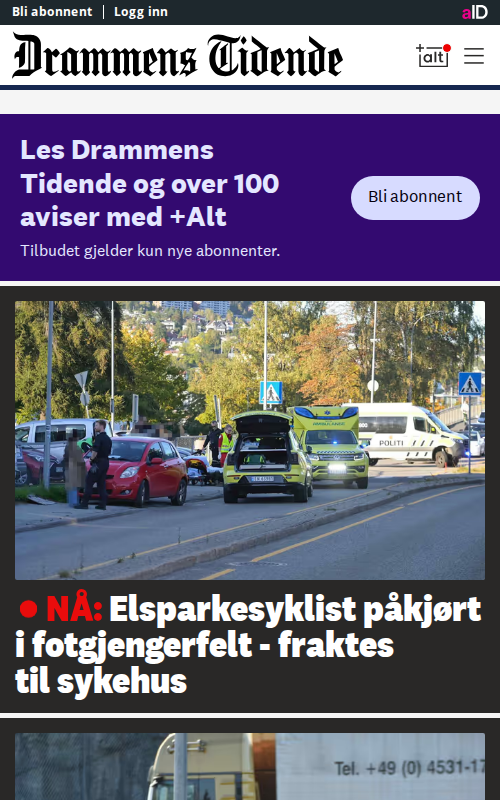 Bli abonnent
Logg inn
aID
Drammens Tidende
+alt
Les Drammens
Tidende og over 100
aviser med +Alt
Bli abonnent
Tilbudet gjelder kun nye abonnenter.
AMBULANSE
POLITI
NÅ: Elsparkesyklist påkjørt
i fotgjengerfelt - fraktes
til sykehus
Tel. +49 (0) 4531-17